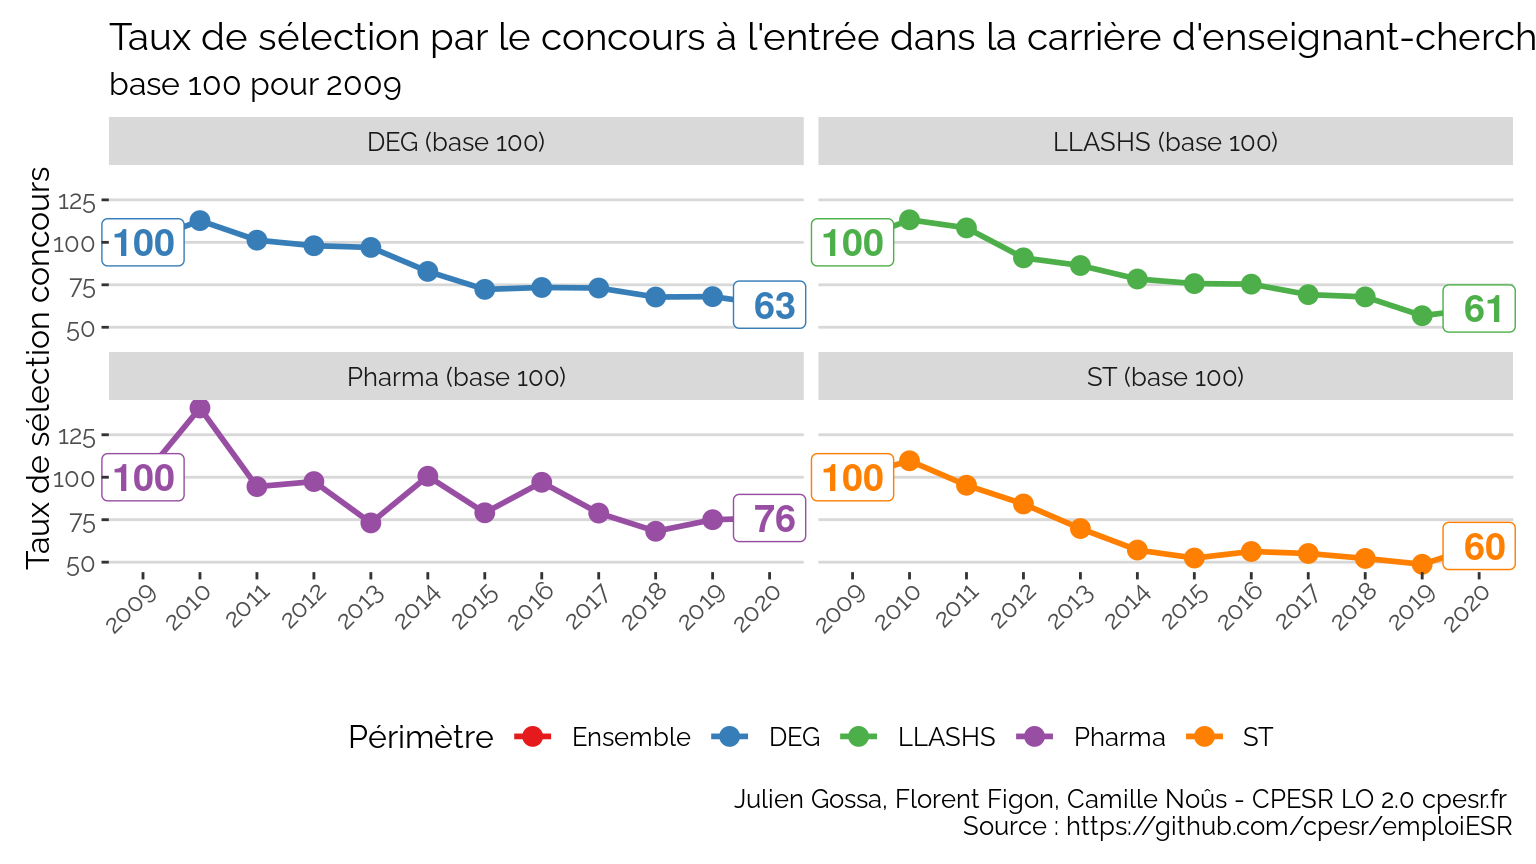 Taux de sélection par le concours à l'entrée dans la carrière d'enseignant-cherch
base 100 pour 2009
DEG (base 100)
LLASHS (base 100)
Taux de sélection concours
125
100
75
50
100
63
100
61
Pharma (base 100)
ST (base 100)
125
100
75
50
100
76
100
60
2009 2010 2011 2012 2013 2014 2015 2016 2017 2018 2019 2020
2009 2010 2011 2012 2013 2014 2015 2016 2017 2018 2019 2020
Périmètre Ensemble DEG LLASHS Pharma ST
Julien Gossa, Florent Figon, Camille Noûs - CPESR LO 2.0 cpesr.fr
Source : https://github.com/cpesr/emploiESR